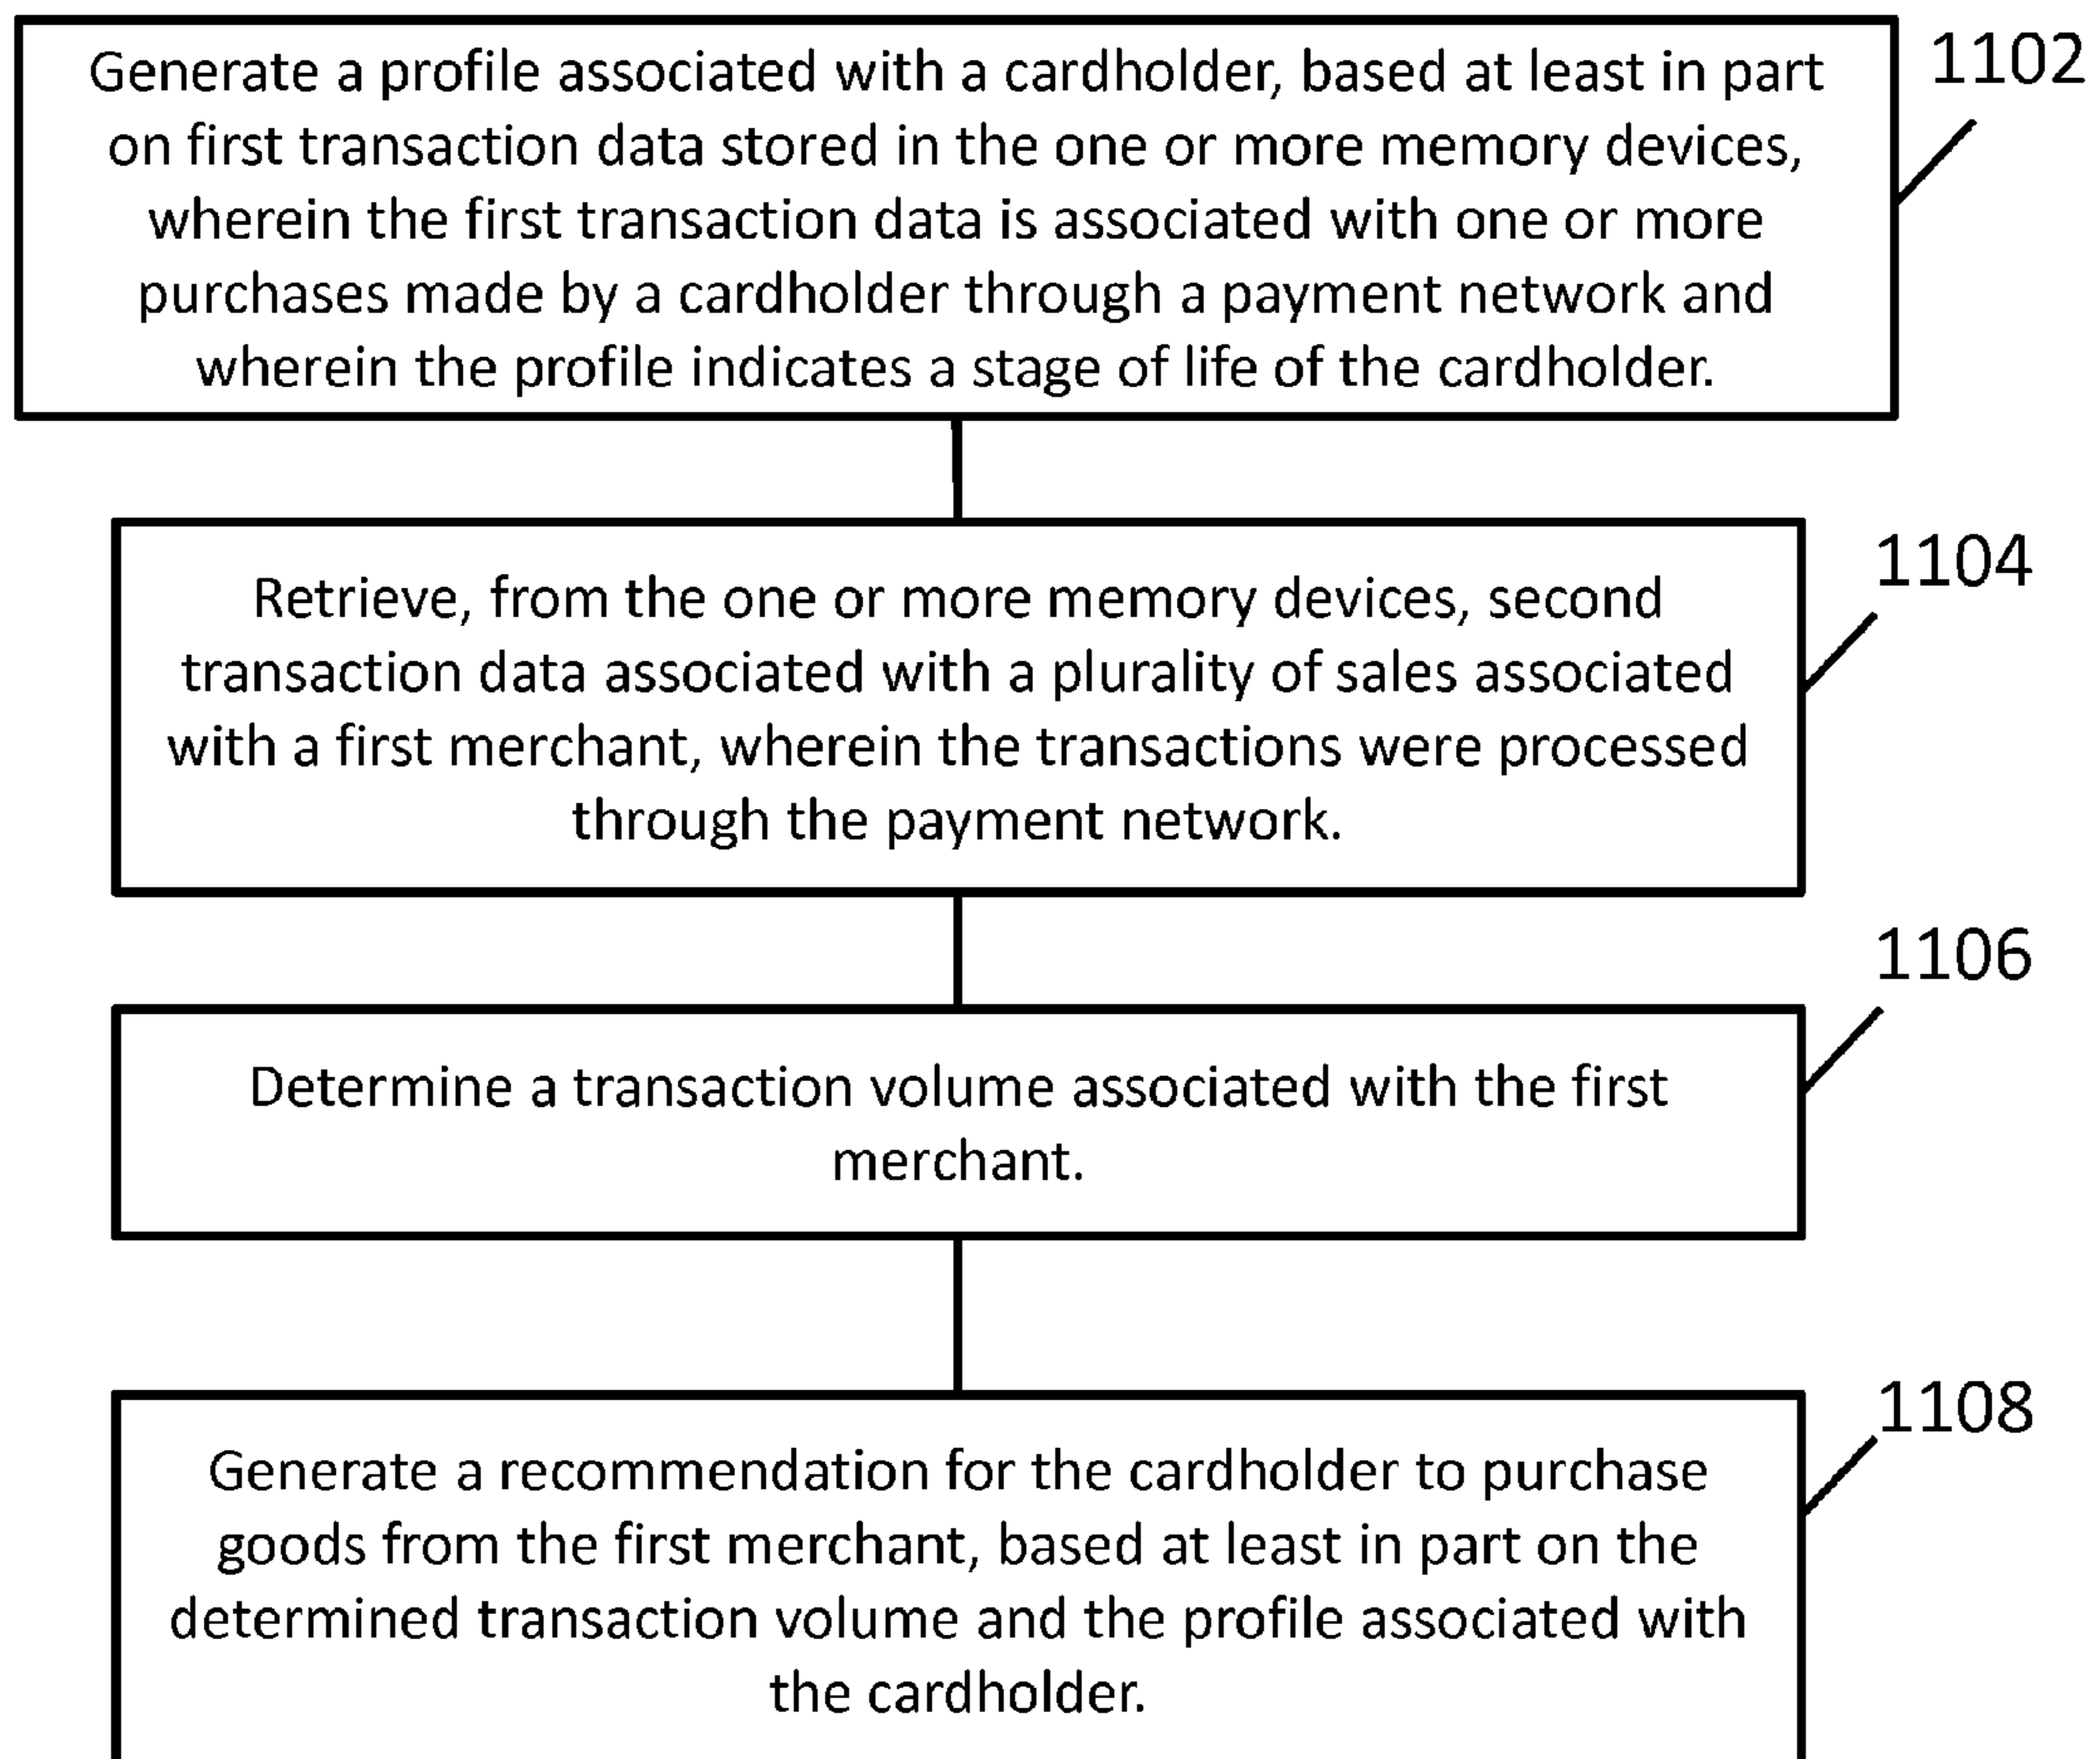 Generate a profile associated with a cardholder, based at least in part
on first transaction data stored in the one or more memory devices,
wherein the first transaction data is associated with one or more
purchases made by a cardholder through a payment network and
wherein the profile indicates a stage of life of the cardholder.
1102
Retrieve, from the one or more memory devices, second
transaction data associated with a plurality of sales associated
with a first merchant, wherein the transactions were processed
through the payment network.
1104
Determine a transaction volume associated with the first
merchant.
1106
Generate a recommendation for the cardholder to purchase
goods from the first merchant, based at least in part on the
determined transaction volume and the profile associated with
the cardholder.
1108